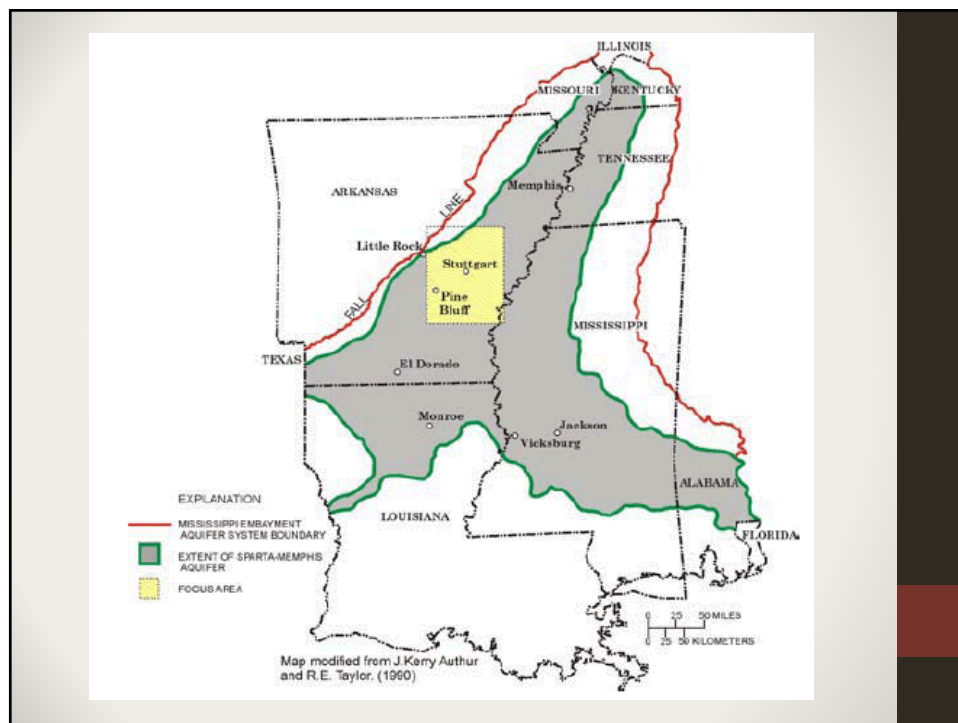 ILLINOIS
MISSOURI
KENTUCKY
TENNESSEE
Memphis
ARKANSAS
FALL LINE
Little Rock
Stuttgart
Pine
Bluff
MISSISSIPPI
TEXAS
El Dorado
Monroe
Jackson
Vicksburg
ALABAMA
LOUISIANA
FLORIDA
EXPLANATION
MISSISSIPPI EMBAYMENT
AQUIFER SYSTEM BOUNDARY
EXTENT OF SPARTA-MEMPHIS
AQUIFER
FOCUS AREA
0 25 50 MILES
0 25 50 KILOMETERS
Map modified from J.Kerry Authur
and R.E. Taylor. (1990)